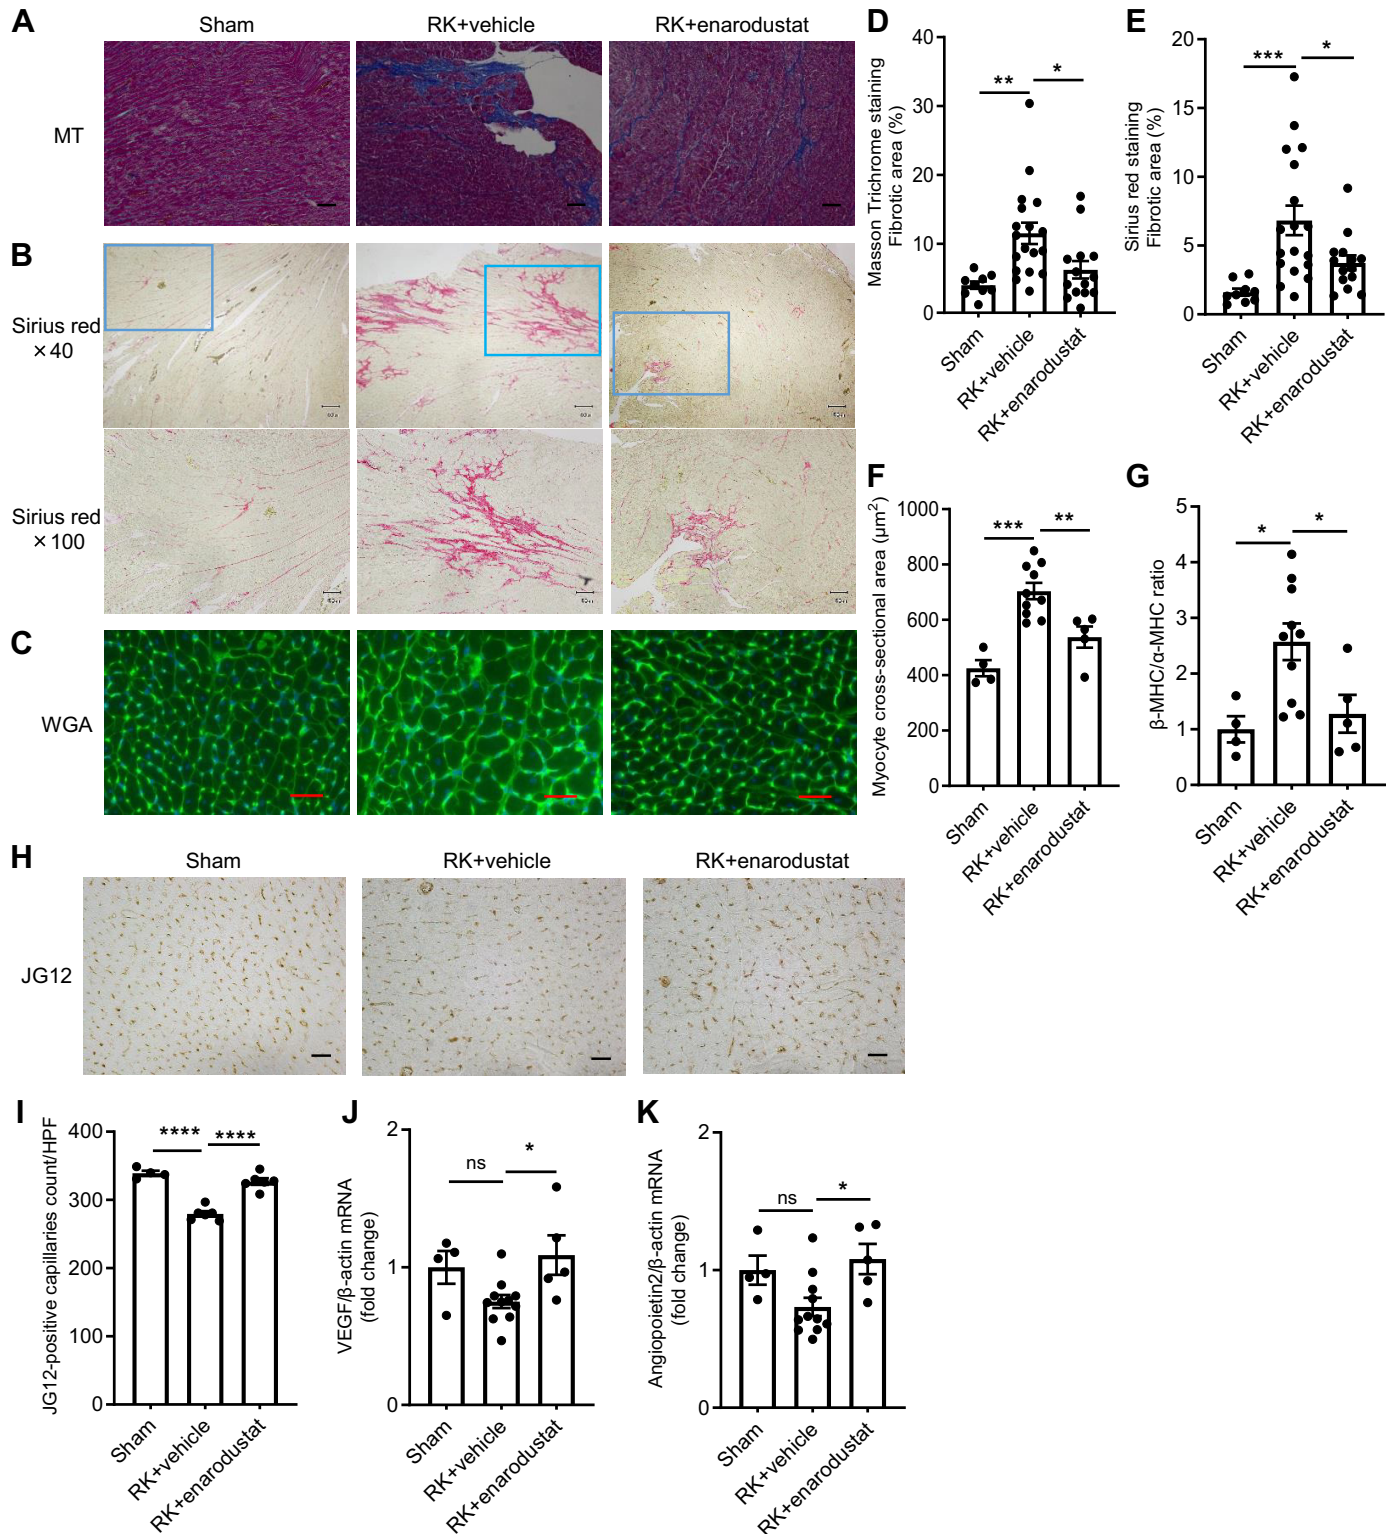 A
Sham
RK+vehicle
RK+enarodustat
MT
B
Sirius red
×40
Sirius red
×100
C
WGA
D
Masson Trichrome staining
Fibrotic area (%)
40
30
20
10
0
**
*
Sham
RK+vehicle
RK+enarodustat
E
Sirius red staining
Fibrotic area (%)
20
15
10
5
0
***
*
Sham
RK+vehicle
RK+enarodustat
F
Myocyte cross-sectional area (μm²)
1000
800
600
400
200
0
***
**
Sham
RK+vehicle
RK+enarodustat
G
β-MHC/α-MHC ratio
5
4
3
2
1
0
*
*
Sham
RK+vehicle
RK+enarodustat
H
Sham
RK+vehicle
RK+enarodustat
JG12
I
JG12-positive capillaries count/HPF
400
300
200
100
0
****
****
Sham
RK+vehicle
RK+enarodustat
J
VEGF/β-actin mRNA
(fold change)
2
1
0
ns
*
Sham
RK+vehicle
RK+enarodustat
K
Angiopoietin2/β-actin mRNA
(fold change)
2
1
0
ns
*
Sham
RK+vehicle
RK+enarodustat